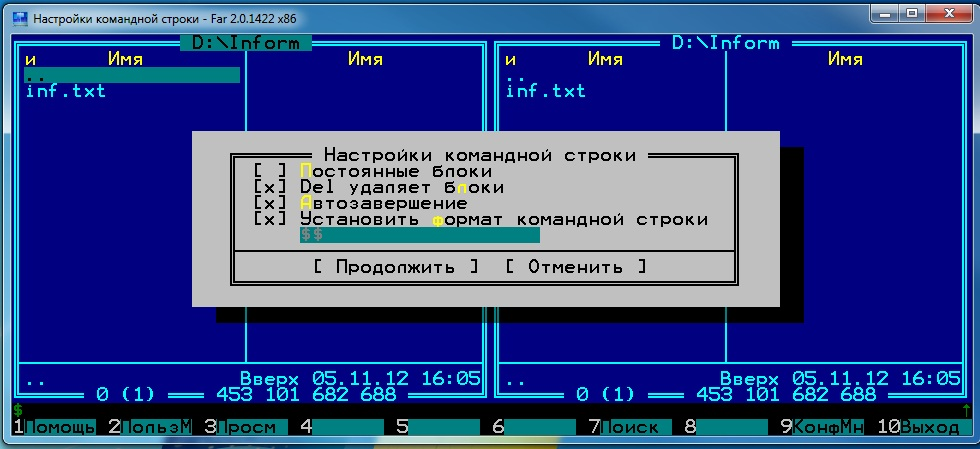 Настройки командной строки - Far 2.0.1422 x86
D:\Inform
D:\Inform
и Имя Имя
и Имя Имя
..
..
inf.txt
inf.txt
Настройки командной строки
[ ] Постоянные блоки
[x] Del удаляет блоки
[x] Автозавершение
[x] Установить формат командной строки
$$
[ Продолжить ] [ Отменить ]
.. Вверх 05.11.12 16:05
.. Вверх 05.11.12 16:05
0 (1) 453 101 682 688
0 (1) 453 101 682 688
$ ↑
1Помощь 2ПользМ 3Просм 4 5 6 7Поиск 8 9КонфМн 10Выход